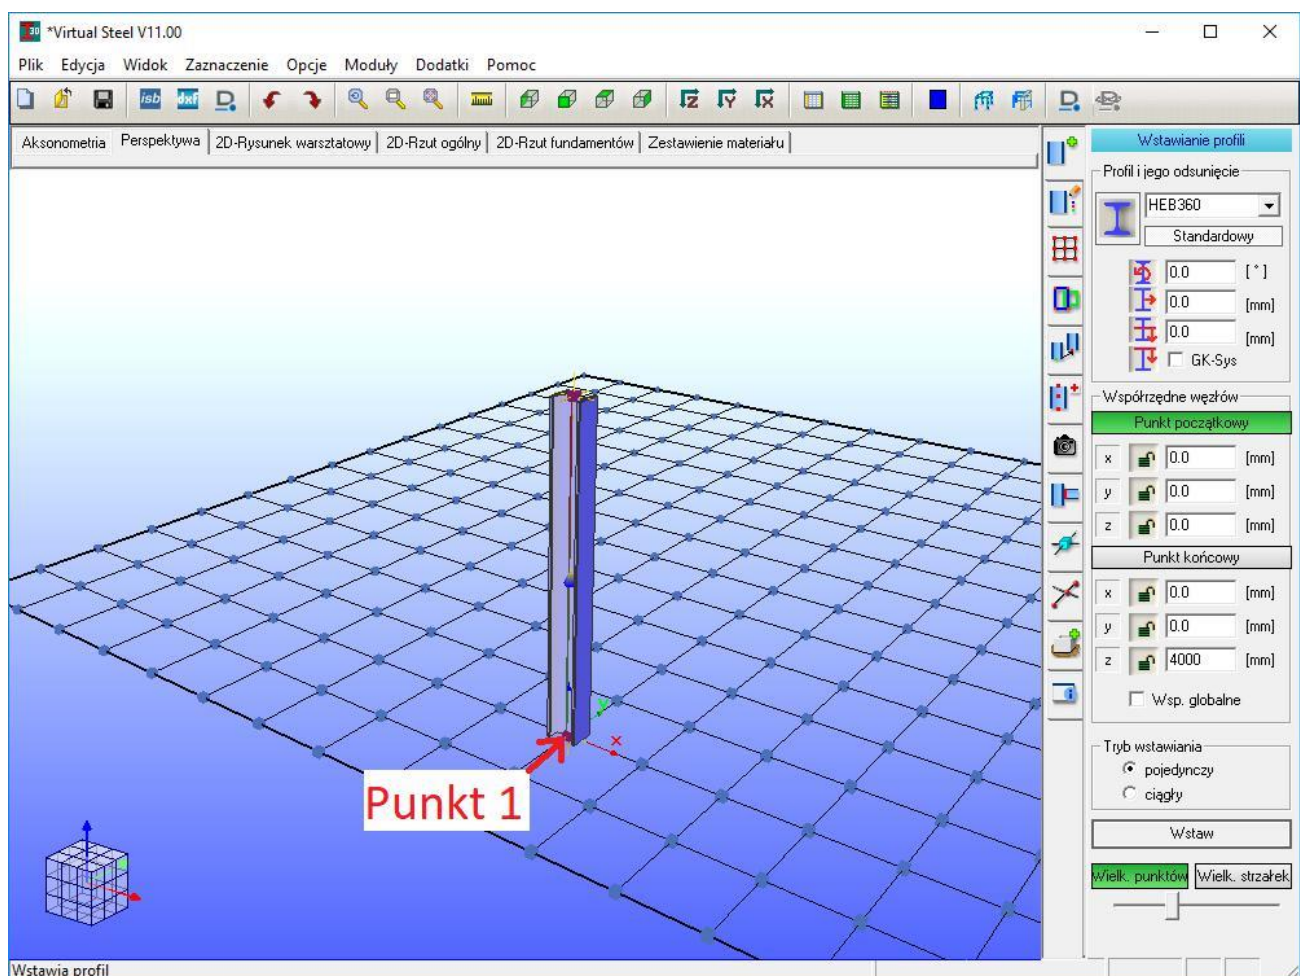 *Virtual Steel V11.00
Plik Edycja Widok Zaznaczenie Opcje Moduły Dodatki Pomoc
isb dxf D Z Y X D
Aksonometria Perspektywa 2D-Rysunek warsztatowy 2D-Rzut ogólny 2D-Rzut fundamentów Zestawienie materiału
Wstawianie profili
Profil i jego odsunięcie
HEB360
Standardowy
0.0 [°]
0.0 [mm]
0.0 [mm]
GK-Sys
Współrzędne węzłów
Punkt początkowy
x 0.0 [mm]
y 0.0 [mm]
z 0.0 [mm]
Punkt końcowy
x 0.0 [mm]
y 0.0 [mm]
z 4000 [mm]
Wsp. globalne
Tryb wstawiania
pojedynczy
ciągły
Wstaw
Wielk. punktów Wielk. strzałek
y
x
Punkt 1
Wstawia profil